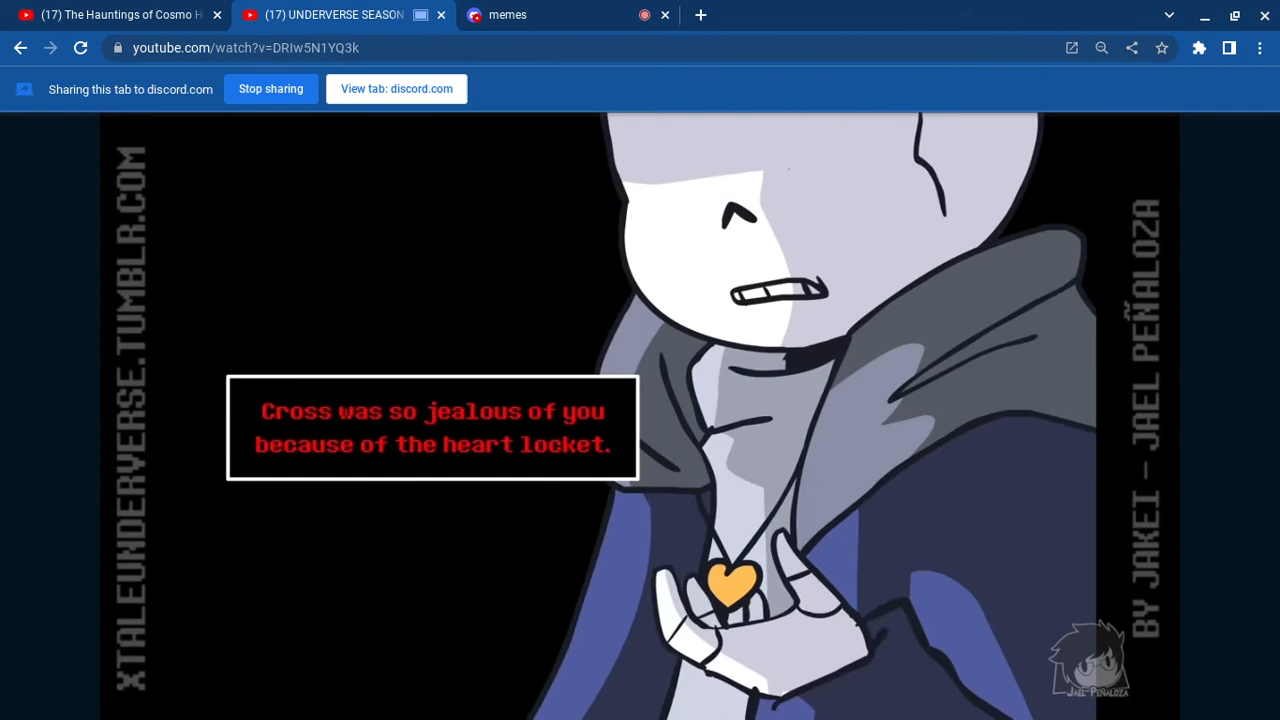 (17) The Hauntings of Cosmo H
(17) UNDERVERSE SEASON
memes
youtube.com/watch?v=DRIw5N1YQ3k
Sharing this tab to discord.com
Stop sharing
View tab: discord.com
XTALEUNDERVERSE.TUMBLR.COM
Cross was so jealous of you
because of the heart locket.
BY JAKEI - JAEL PEÑALOZA
JAEL-PEÑALOZA